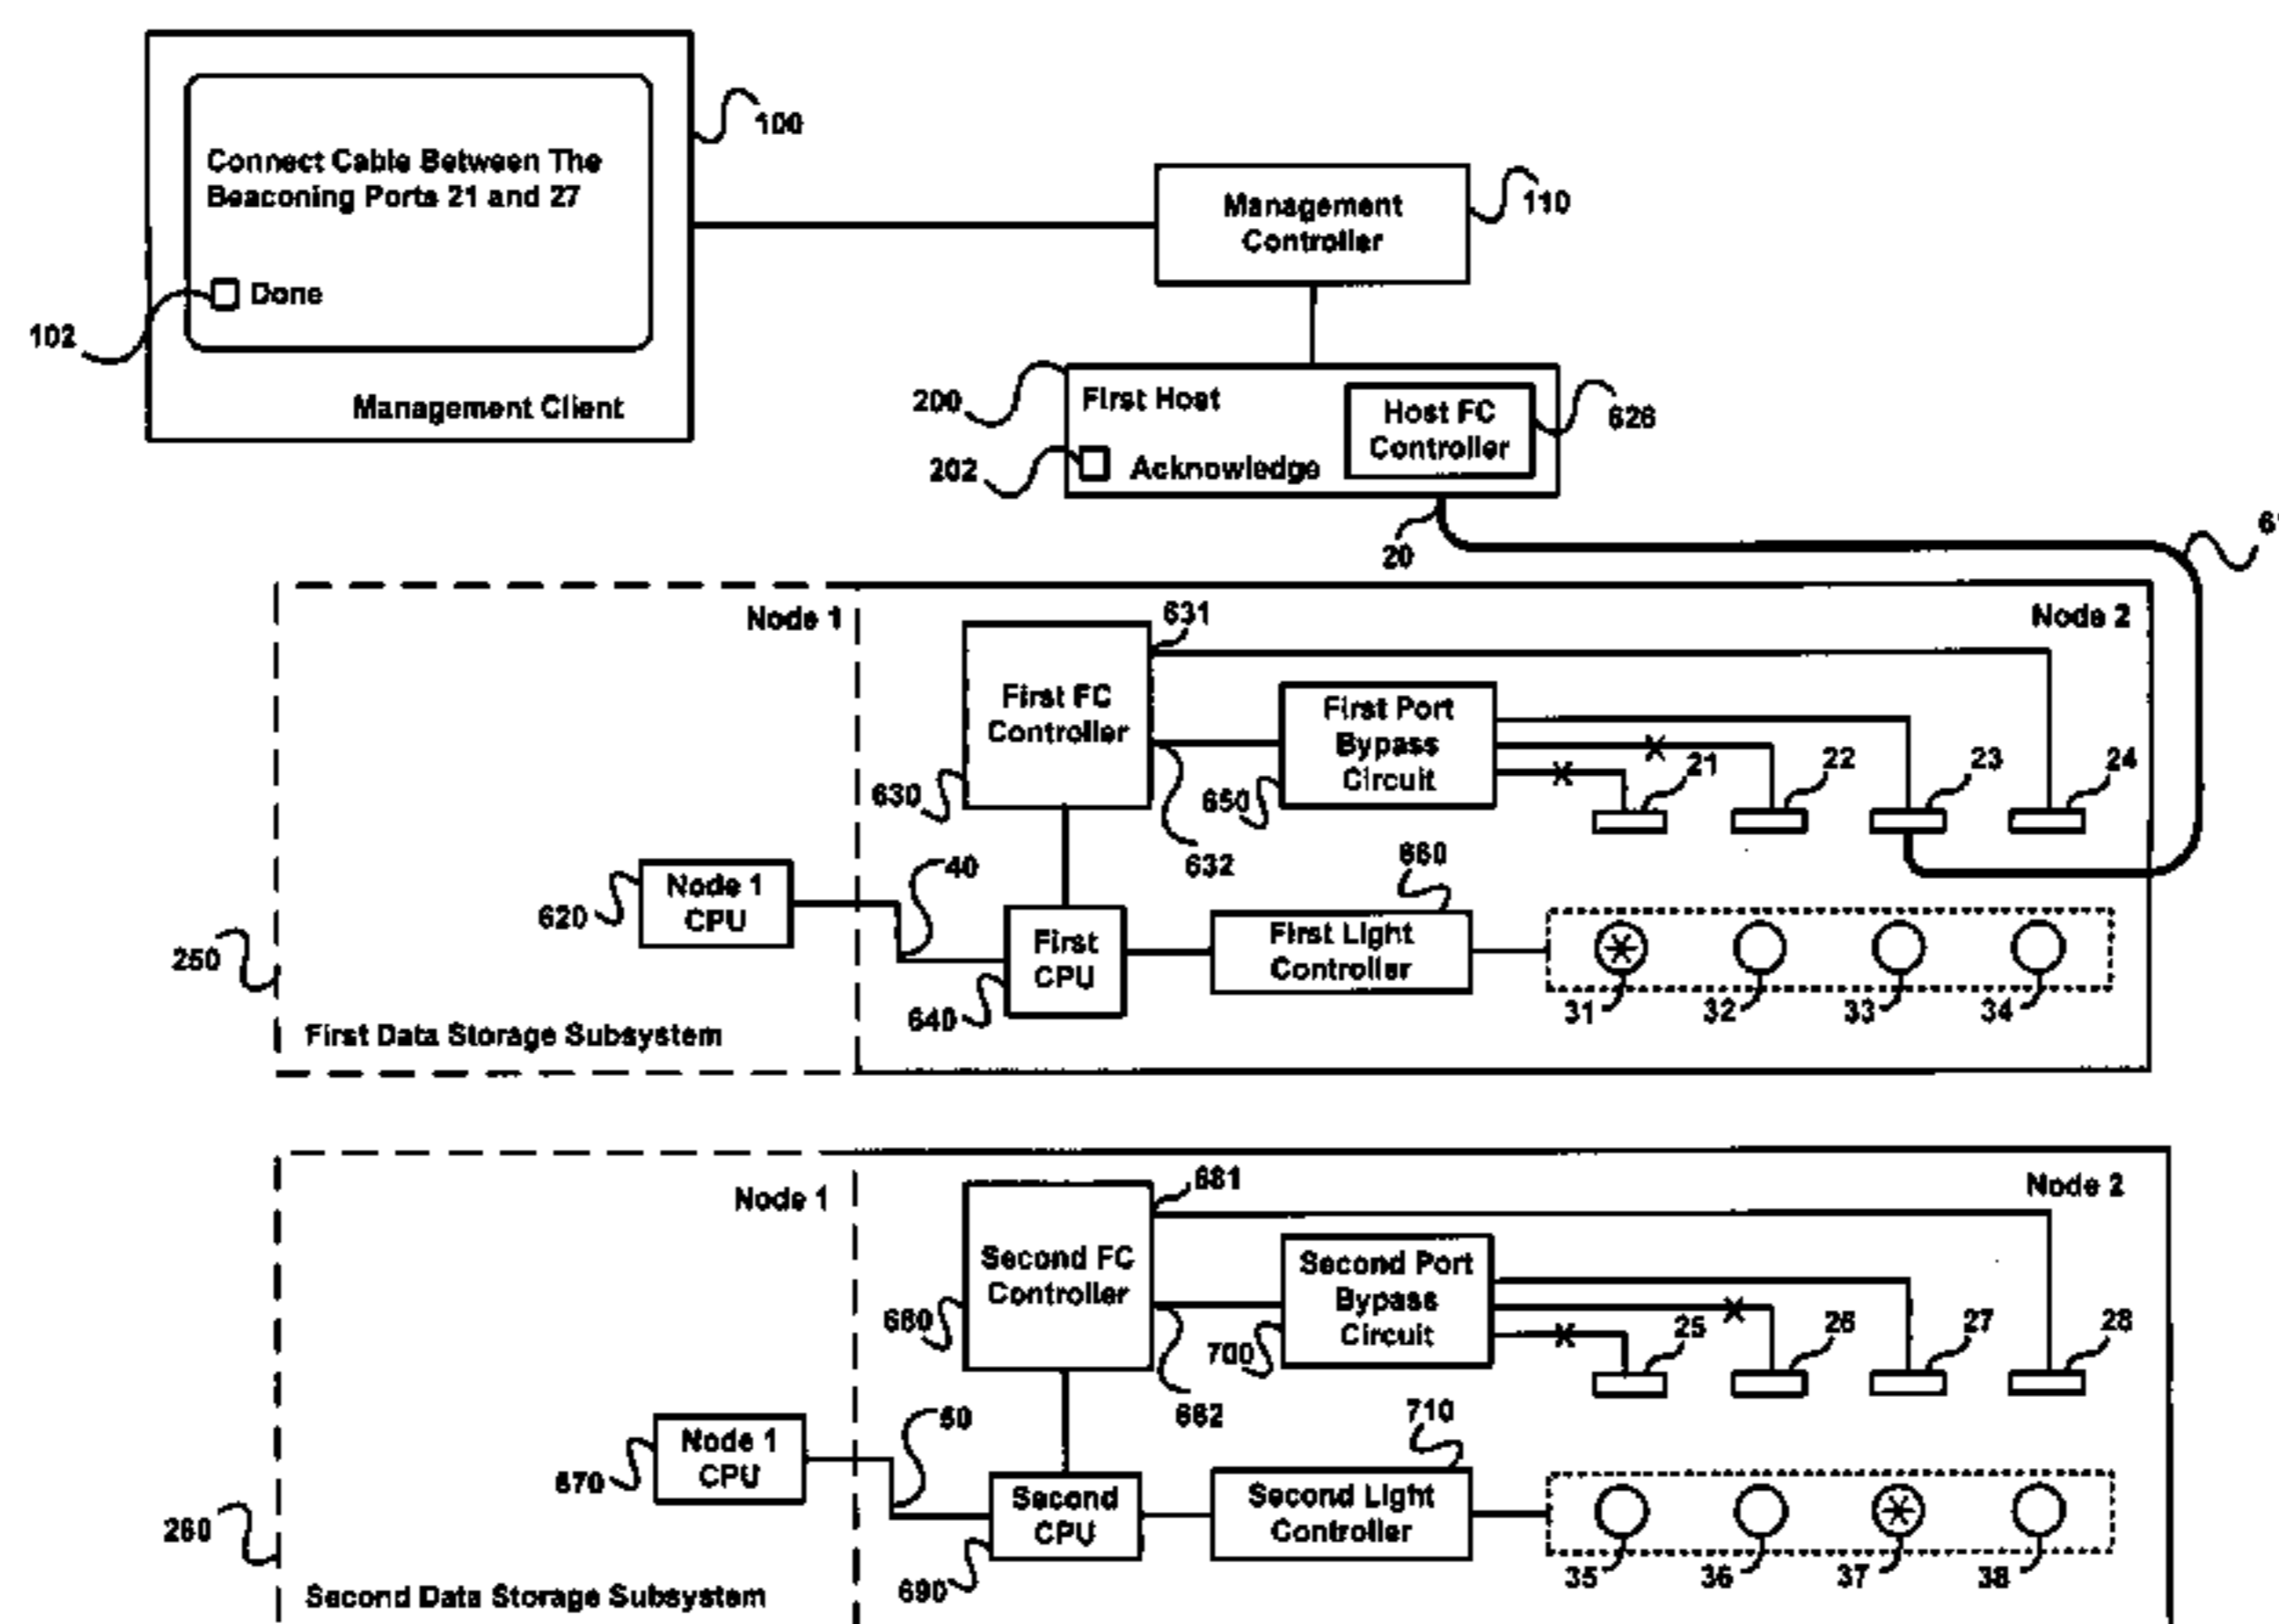 100
Connect Cable Between The
Beaconing Ports 21 and 27
Done
102
Management Client
Management
Controller
110
200
First Host
Host FC
Controller
626
202
Acknowledge
20
Node 1
631
Node 2
First FC
Controller
First Port
Bypass
Circuit
630
650
632
21
22
23
24
Node 1
CPU
620
40
First
CPU
640
660
First Light
Controller
250
31
32
33
34
First Data Storage Subsystem
Node 1
681
Node 2
Second FC
Controller
Second Port
Bypass
Circuit
680
700
682
25
26
27
28
Node 1
CPU
670
50
Second
CPU
690
710
Second Light
Controller
260
35
36
37
38
Second Data Storage Subsystem